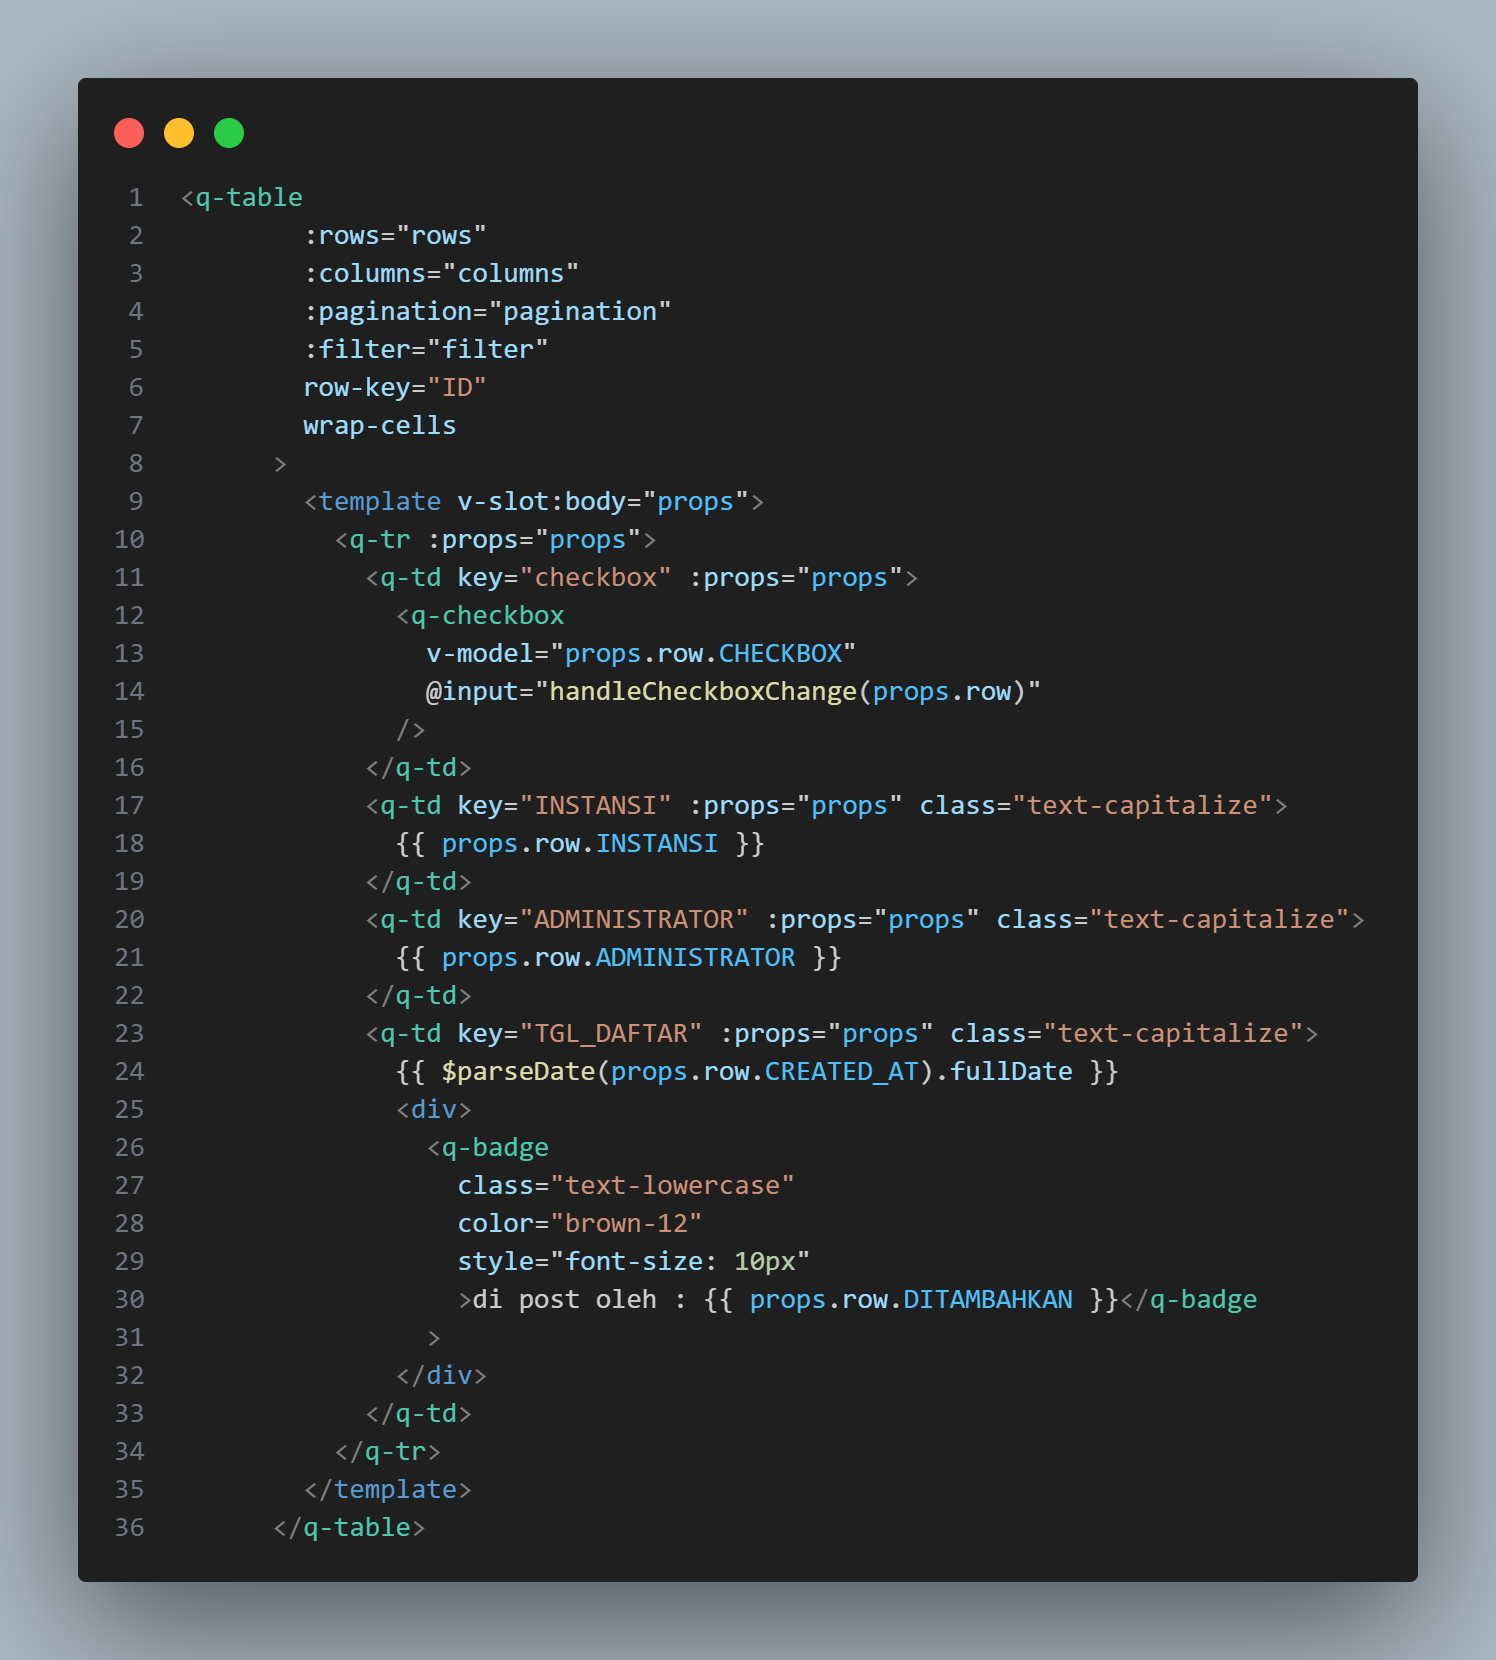 1 <q-table
2 :rows="rows"
3 :columns="columns"
4 :pagination="pagination"
5 :filter="filter"
6 row-key="ID"
7 wrap-cells
8 >
9 <template v-slot:body="props">
10 <q-tr :props="props">
11 <q-td key="checkbox" :props="props">
12 <q-checkbox
13 v-model="props.row.CHECKBOX"
14 @input="handleCheckboxChange(props.row)"
15 />
16 </q-td>
17 <q-td key="INSTANSI" :props="props" class="text-capitalize">
18 {{ props.row.INSTANSI }}
19 </q-td>
20 <q-td key="ADMINISTRATOR" :props="props" class="text-capitalize">
21 {{ props.row.ADMINISTRATOR }}
22 </q-td>
23 <q-td key="TGL_DAFTAR" :props="props" class="text-capitalize">
24 {{ $parseDate(props.row.CREATED_AT).fullDate }}
25 <div>
26 <q-badge
27 class="text-lowercase"
28 color="brown-12"
29 style="font-size: 10px"
30 >di post oleh : {{ props.row.DITAMBAHKAN }}</q-badge
31 >
32 </div>
33 </q-td>
34 </q-tr>
35 </template>
36 </q-table>